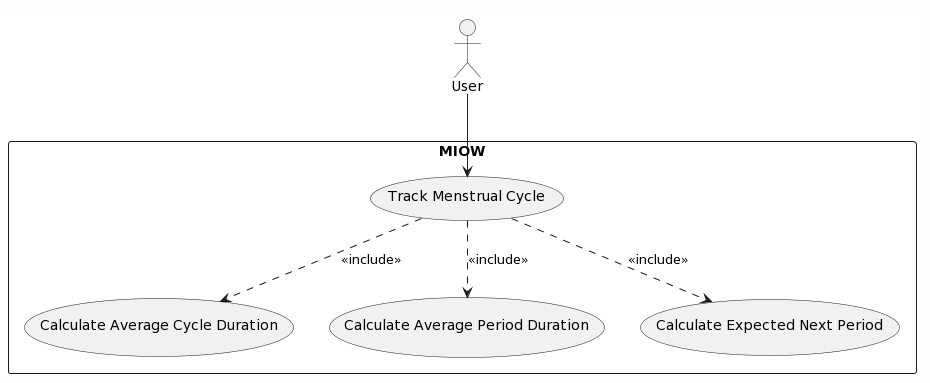 User
MIOW
Track Menstrual Cycle
«include»
«include»
«include»
Calculate Average Cycle Duration
Calculate Average Period Duration
Calculate Expected Next Period